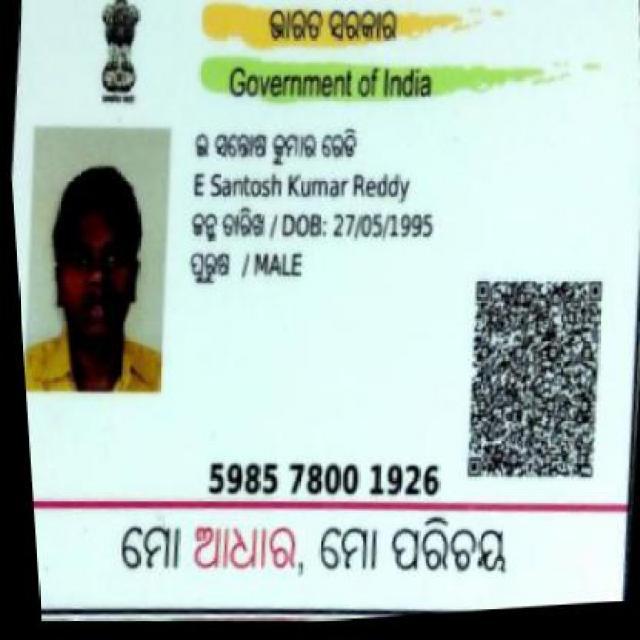 ଭାରତ ସରକାର
Government of India
ଇ ସନ୍ତୋଷ କୁମାର ରେଡି
E Santosh Kumar Reddy
ଜନ୍ମ ତାରିଖ / DOB: 27/05/1995
ପୁରୁଷ / MALE
5985 7800 1926
ମୋ ଆଧାର, ମୋ ପରିଚୟ